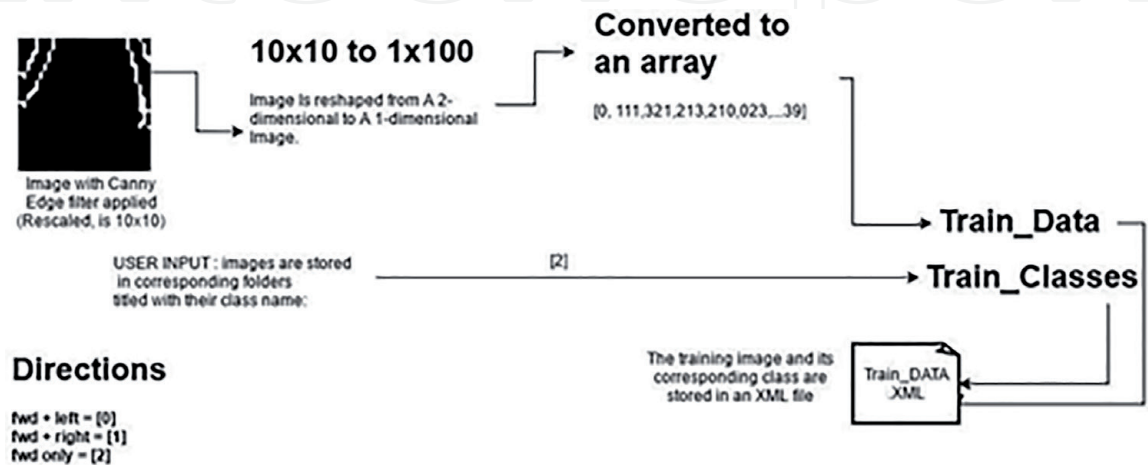 10x10 to 1x100
Image Is reshaped from A 2-
dimensional to A 1-dimensional
Image.
Converted to
an array
[0, 111,321,213,210,023,...39]
Image with Canny
Edge filter applied
(Rescaled, is 10x10)
Train_Data
USER INPUT : images are stored
in corresponding folders
titled with their class name:
[2]
Train_Classes
Directions
fwd + left = [0]
fwd + right = [1]
fwd only = [2]
The training image and its
corresponding class are
stored in an XML file
Train_DATA
.XML